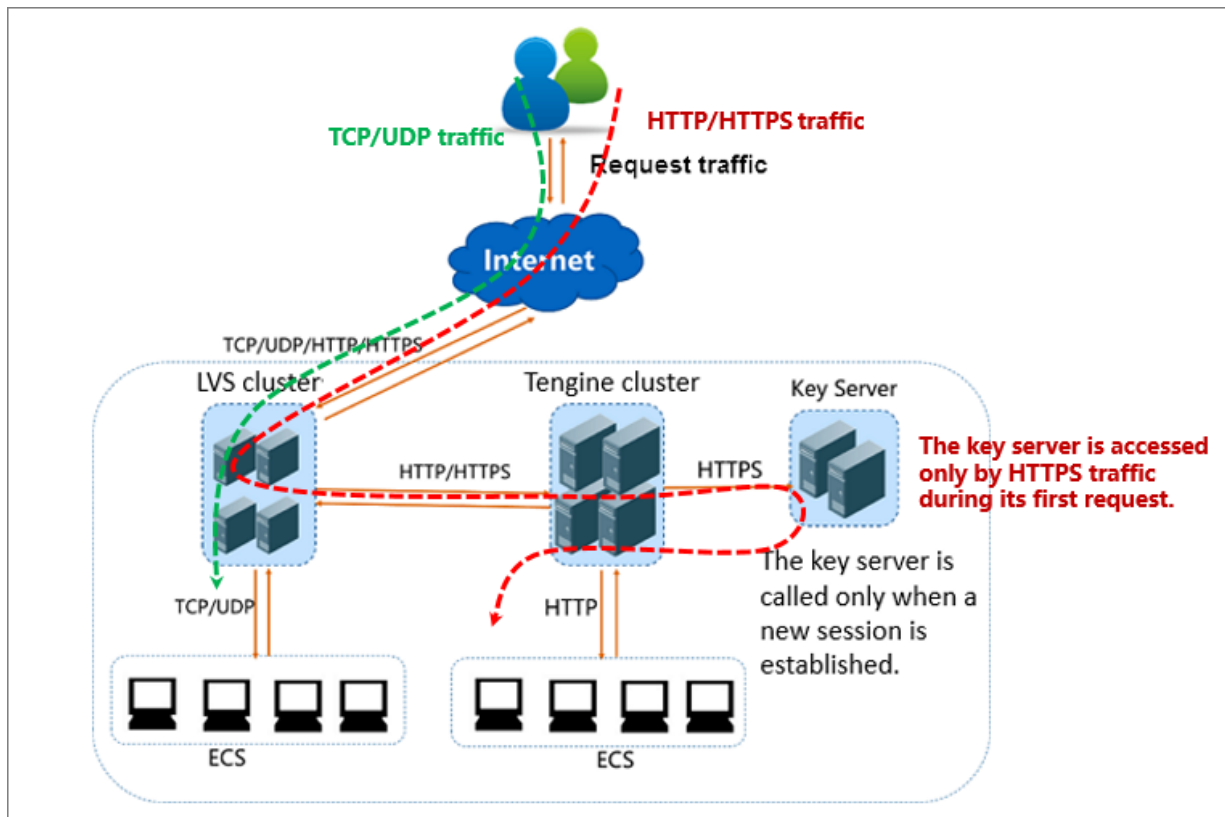 TCP/UDP traffic
HTTP/HTTPS traffic
Request traffic
Internet
TCP/UDP/HTTP/HTTPS
LVS cluster
Tengine cluster
Key Server
HTTP/HTTPS
HTTPS
The key server is accessed
only by HTTPS traffic
during its first request.
The key server is
called only when a
new session is
established.
TCP/UDP
HTTP
ECS
ECS